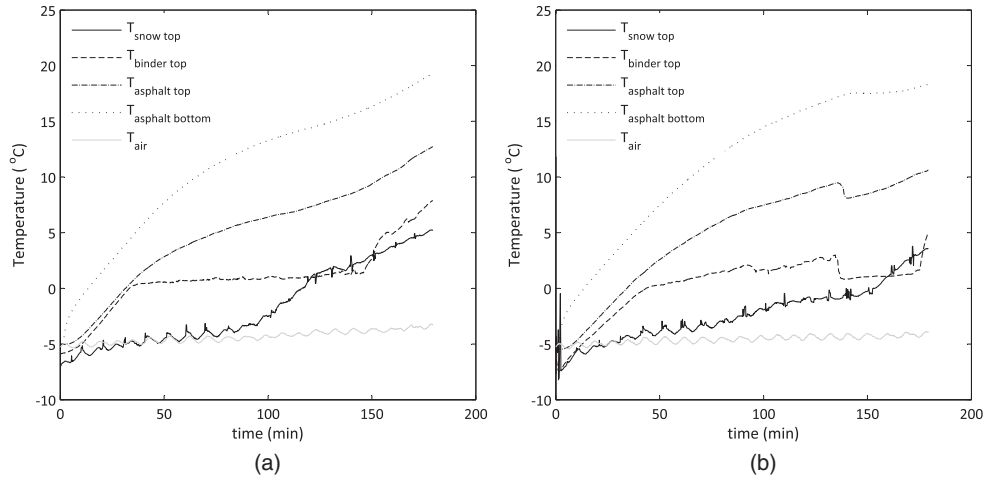 25
20
15
10
5
0
-5
-10
0 50 100 150 200
Temperature ( °C)
time (min)
T snow top
T binder top
T asphalt top
T asphalt bottom
T air
(a)
25
20
15
10
5
0
-5
-10
0 50 100 150 200
Temperature ( °C)
time (min)
T snow top
T binder top
T asphalt top
T asphalt bottom
T air
(b)